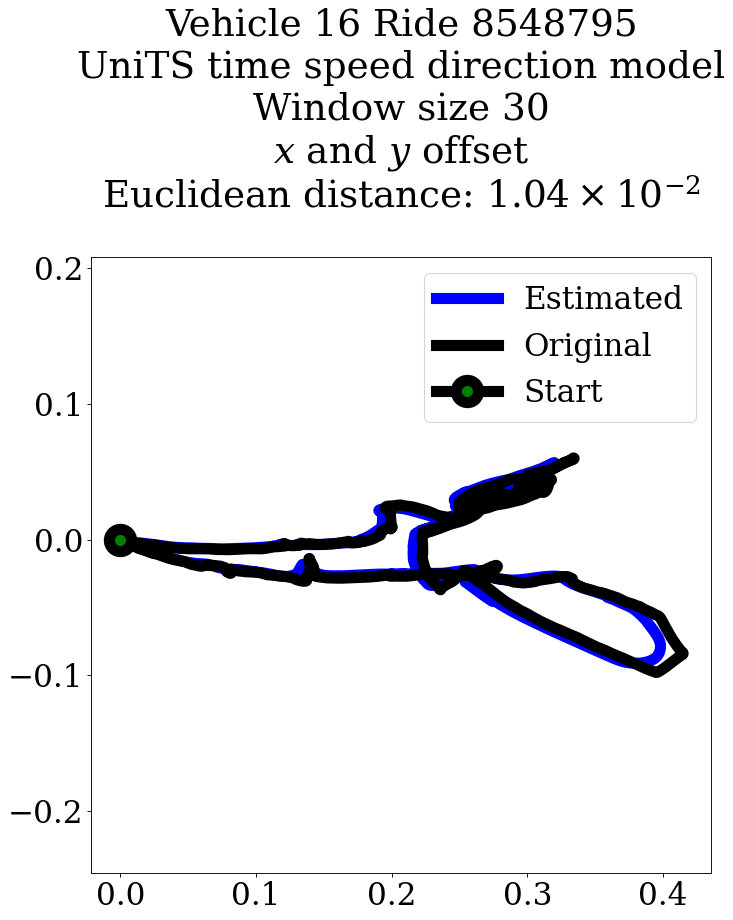 Vehicle 16 Ride 8548795
UniTS time speed direction model
Window size 30
x and y offset
Euclidean distance: 1.04 × 10⁻²
Estimated
Original
Start
0.2
0.1
0.0
−0.1
−0.2
0.0 0.1 0.2 0.3 0.4